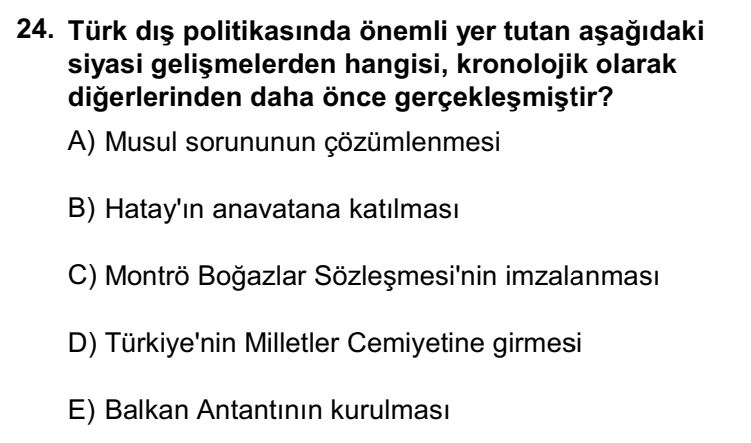 24. Türk dış politikasında önemli yer tutan aşağıdaki
siyasi gelişmelerden hangisi, kronolojik olarak
diğerlerinden daha önce gerçekleşmiştir?
A) Musul sorununun çözümlenmesi
B) Hatay'ın anavatana katılması
C) Montrö Boğazlar Sözleşmesi'nin imzalanması
D) Türkiye'nin Milletler Cemiyetine girmesi
E) Balkan Antantının kurulması